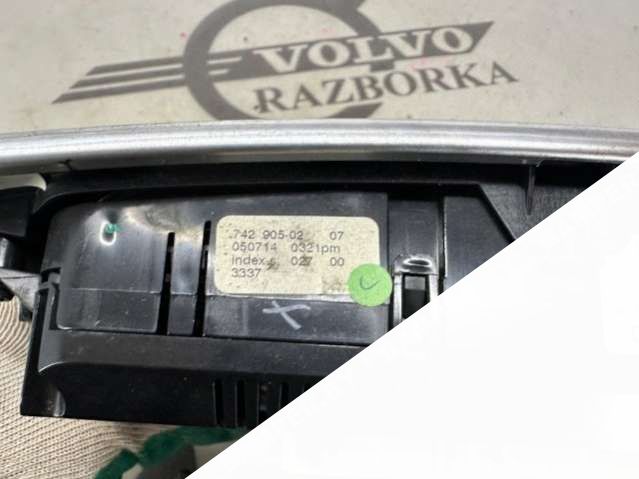 VOLVO
RAZBORKA
742 905-02 07
050714 0321pm
index c 027 00
3337